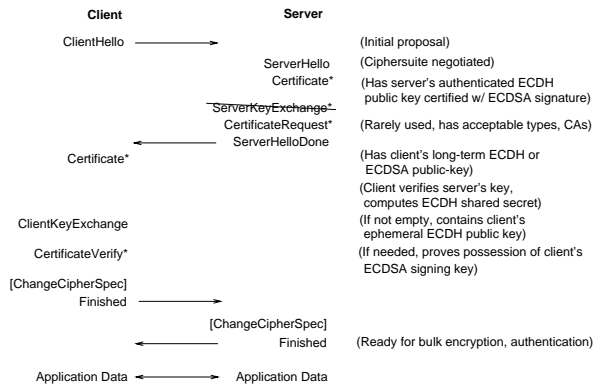 Client Server
ClientHello (Initial proposal)
ServerHello (Ciphersuite negotiated)
Certificate* (Has server's authenticated ECDH
public key certified w/ ECDSA signature)
ServerKeyExchange*
CertificateRequest* (Rarely used, has acceptable types, CAs)
ServerHelloDone
Certificate* (Has client's long-term ECDH or
ECDSA public-key)
(Client verifies server's key,
computes ECDH shared secret)
ClientKeyExchange (If not empty, contains client's
ephemeral ECDH public key)
CertificateVerify* (If needed, proves possession of client's
ECDSA signing key)
[ChangeCipherSpec]
Finished
[ChangeCipherSpec]
Finished (Ready for bulk encryption, authentication)
Application Data Application Data